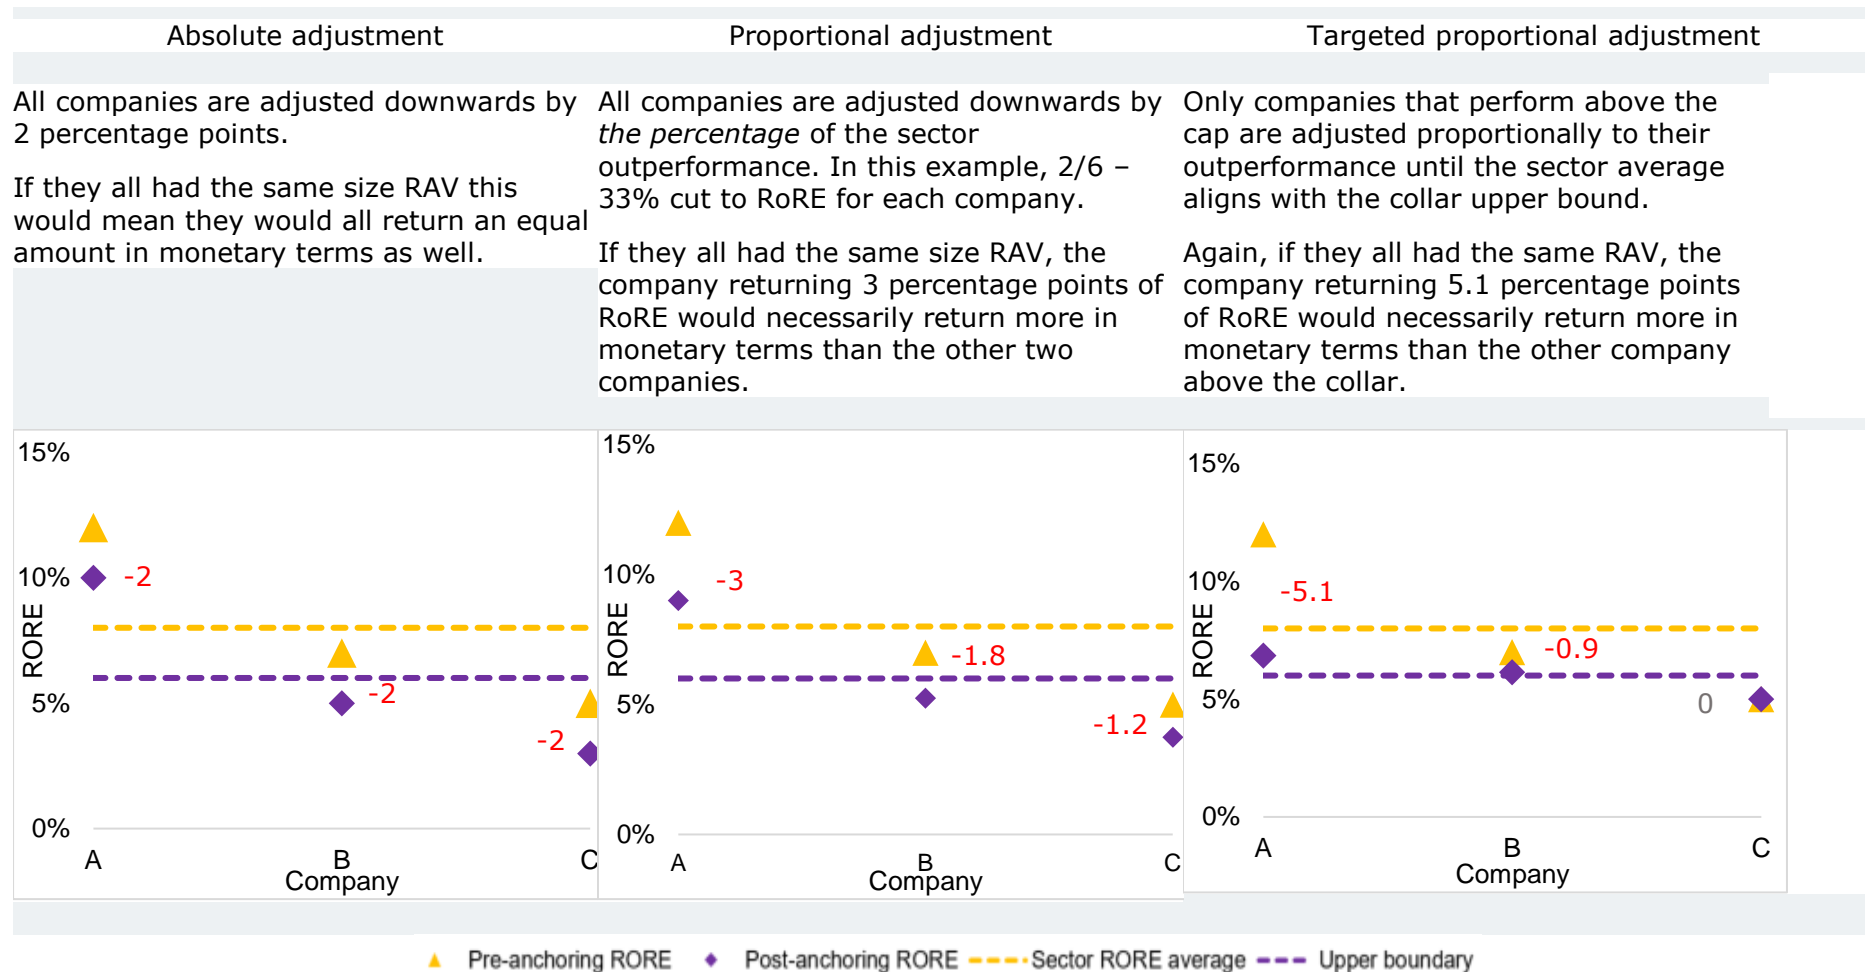 Absolute adjustment
Proportional adjustment
Targeted proportional adjustment
All companies are adjusted downwards by
2 percentage points.
If they all had the same size RAV this
would mean they would all return an equal
amount in monetary terms as well.
All companies are adjusted downwards by
the percentage of the sector
outperformance. In this example, 2/6 –
33% cut to RoRE for each company.
If they all had the same size RAV, the
company returning 3 percentage points of
RoRE would necessarily return more in
monetary terms than the other two
companies.
Only companies that perform above the
cap are adjusted proportionally to their
outperformance until the sector average
aligns with the collar upper bound.
Again, if they all had the same RAV, the
company returning 5.1 percentage points
of RoRE would necessarily return more in
monetary terms than the other company
above the collar.
15%
10%
5%
0%
RORE
-2
-2
-2
A
B
C
Company
15%
10%
5%
0%
RORE
-3
-1.8
-1.2
A
B
C
Company
15%
10%
5%
0%
RORE
-5.1
-0.9
0
A
B
C
Company
Pre-anchoring RORE
Post-anchoring RORE
Sector RORE average
Upper boundary